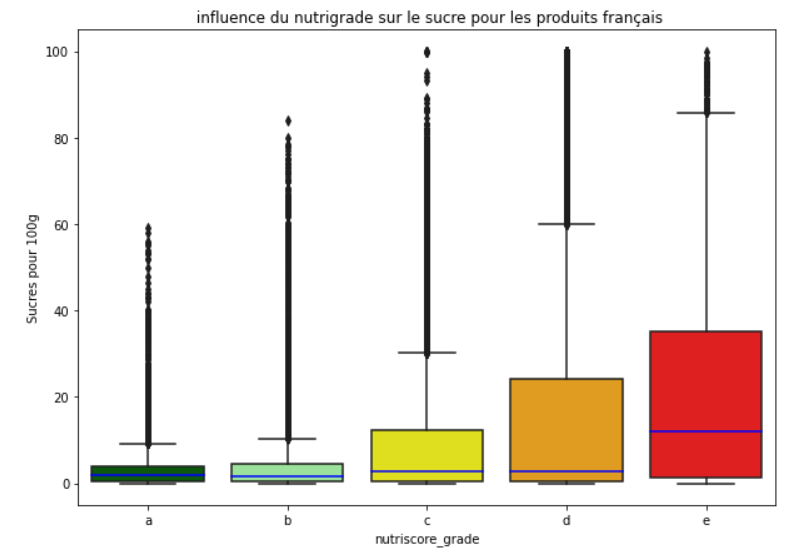 influence du nutrigrade sur le sucre pour les produits français
Sucres pour 100g
100
80
60
40
20
0
a b c d e
nutriscore_grade